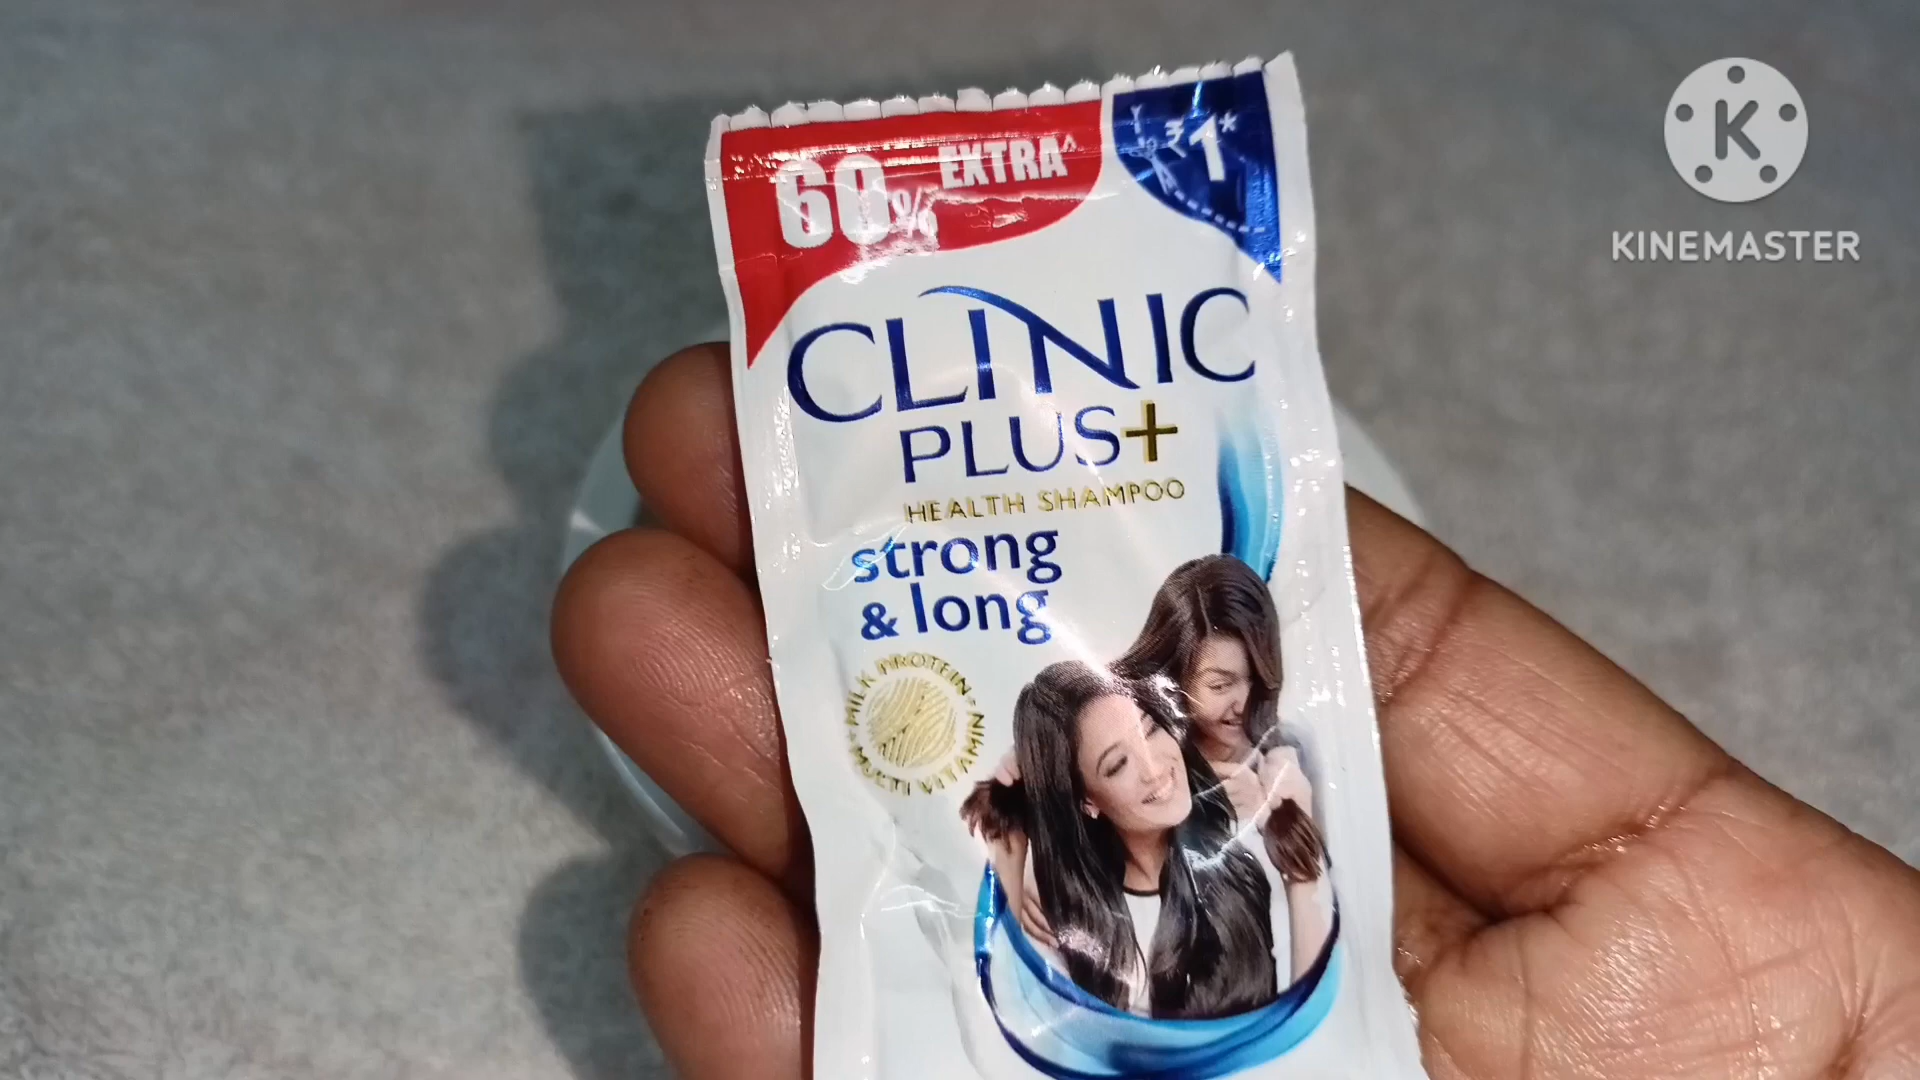 60% EXTRA^
₹1*
CLINIC
PLUS+
HEALTH SHAMPOO
strong
& long
MILK PROTEIN+
+ MULTI VITAMIN
K
KINEMASTER